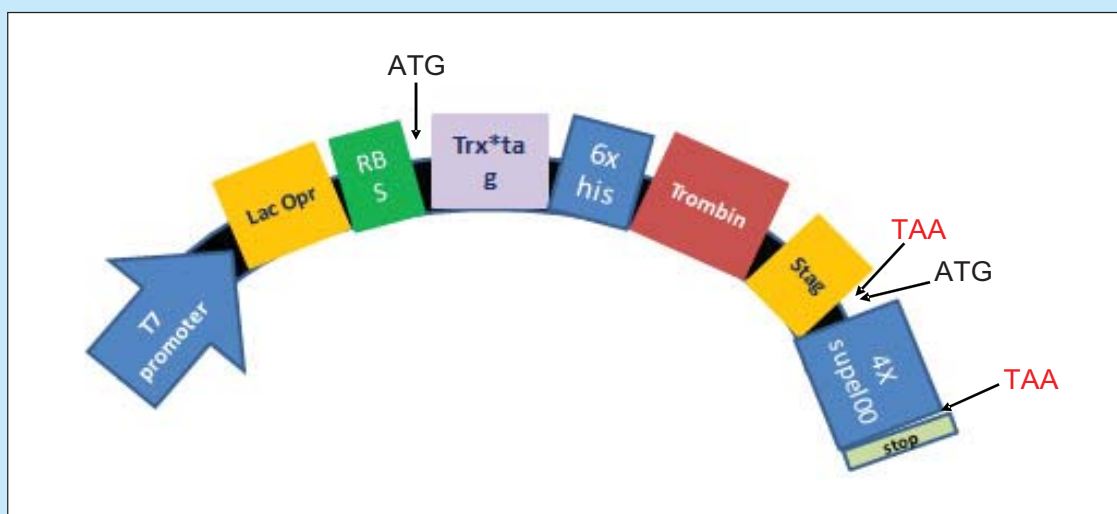 ATG
T7
promoter
Lac Opr
RB
S
Trx*ta
g
6x
his
Trombin
Stag
TAA
ATG
4X
supel00
TAA
stop